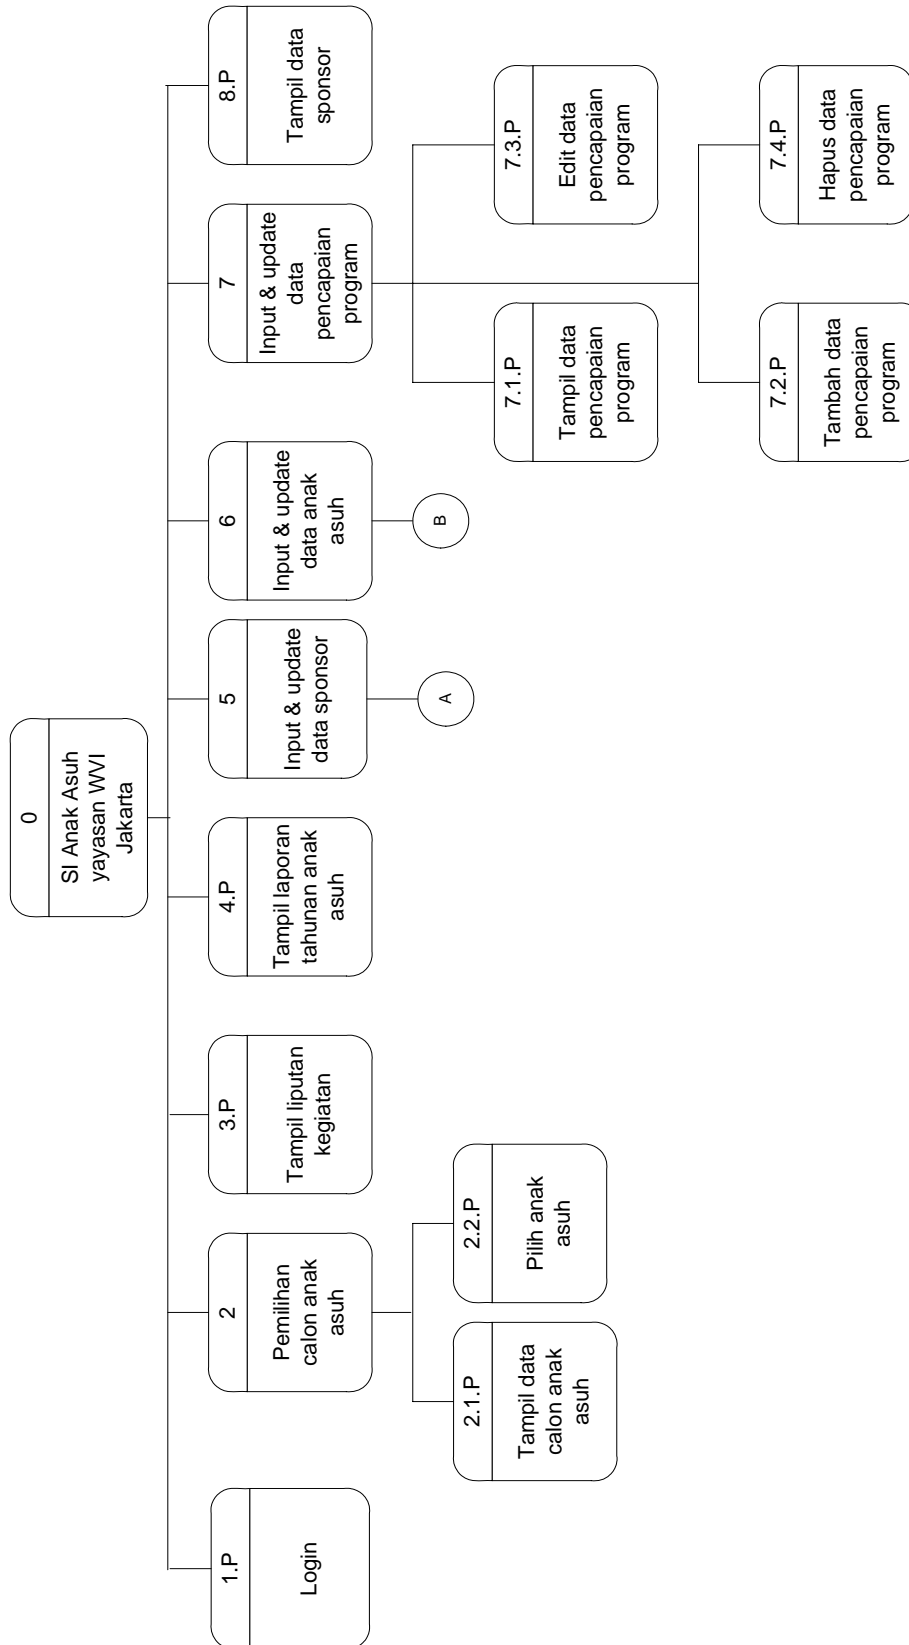 0
SI Anak Asuh
yayasan WVI
Jakarta
1.P
Login
2
Pemilihan
calon anak
asuh
3.P
Tampil liputan
kegiatan
4.P
Tampil laporan
tahunan anak
asuh
5
Input & update
data sponsor
6
Input & update
data anak
asuh
7
Input & update
data
pencapaian
program
8.P
Tampil data
sponsor
2.1.P
Tampil data
calon anak
asuh
2.2.P
Pilih anak
asuh
A
B
7.1.P
Tampil data
pencapaian
program
7.3.P
Edit data
pencapaian
program
7.2.P
Tambah data
pencapaian
program
7.4.P
Hapus data
pencapaian
program